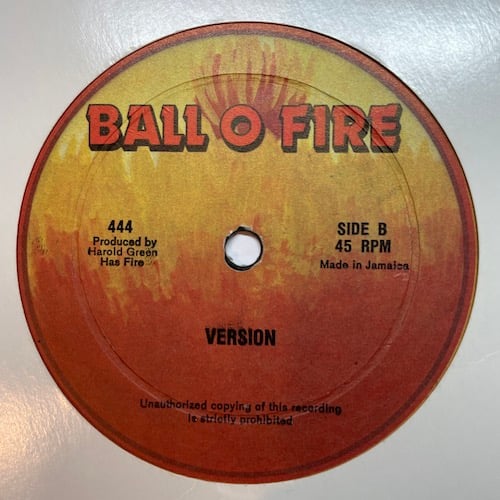 BALL O FIRE
444
Produced by
Harold Green
Has Fire
SIDE B
45 RPM
Made in Jamaica
VERSION
Unauthorized copying of this recording
is strictly prohibited